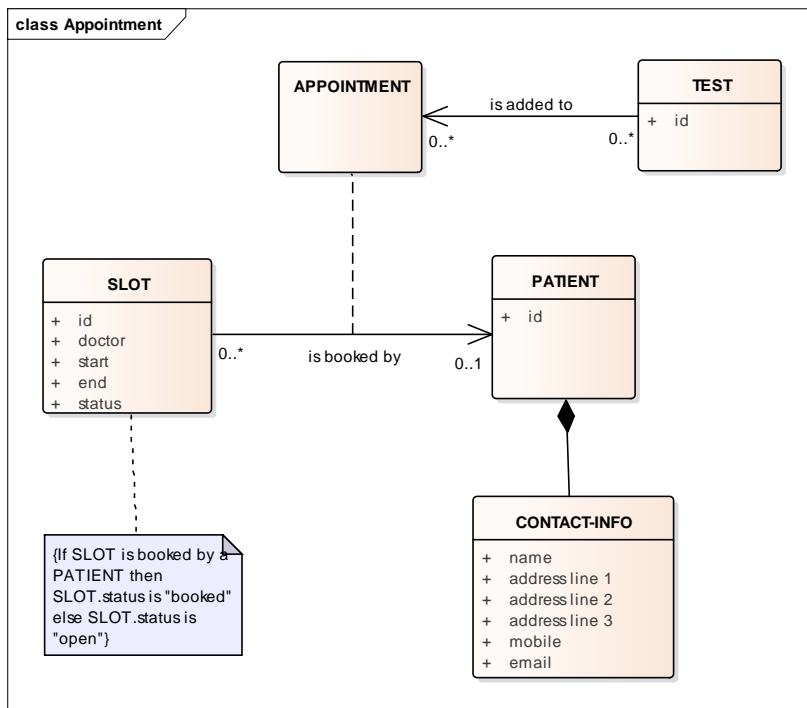 class Appointment
APPOINTMENT
TEST
+ id
is added to
0..*
0..*
SLOT
+ id
+ doctor
+ start
+ end
+ status
PATIENT
+ id
0..*
is booked by
0..1
{If SLOT is booked by a
PATIENT then
SLOT.status is "booked"
else SLOT.status is
"open"}
CONTACT-INFO
+ name
+ address line 1
+ address line 2
+ address line 3
+ mobile
+ email